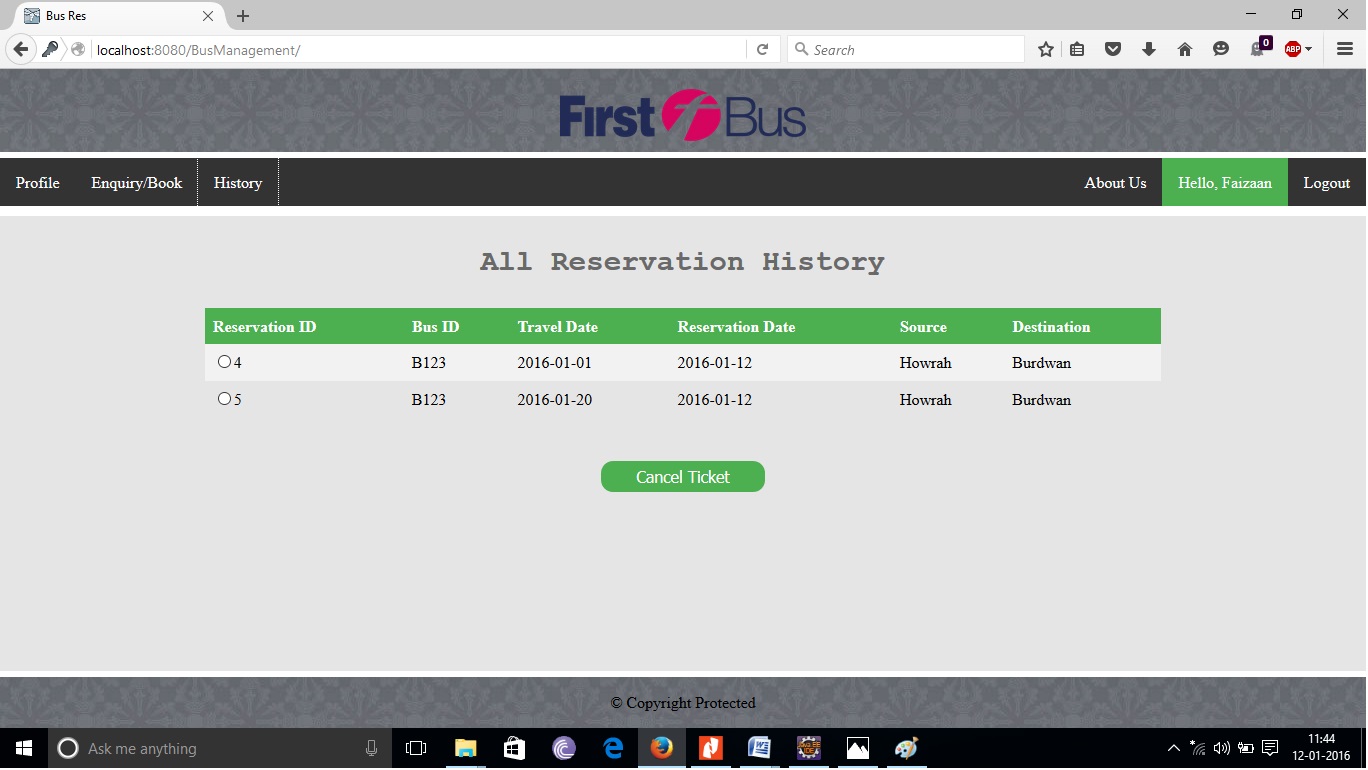 Bus Res
localhost:8080/BusManagement/
Search
0
ABP
First Bus
Profile Enquiry/Book History About Us Hello, Faizaan Logout
All Reservation History
Reservation ID Bus ID Travel Date Reservation Date Source Destination
4 B123 2016-01-01 2016-01-12 Howrah Burdwan
5 B123 2016-01-20 2016-01-12 Howrah Burdwan
Cancel Ticket
© Copyright Protected
Ask me anything
11:44
12-01-2016